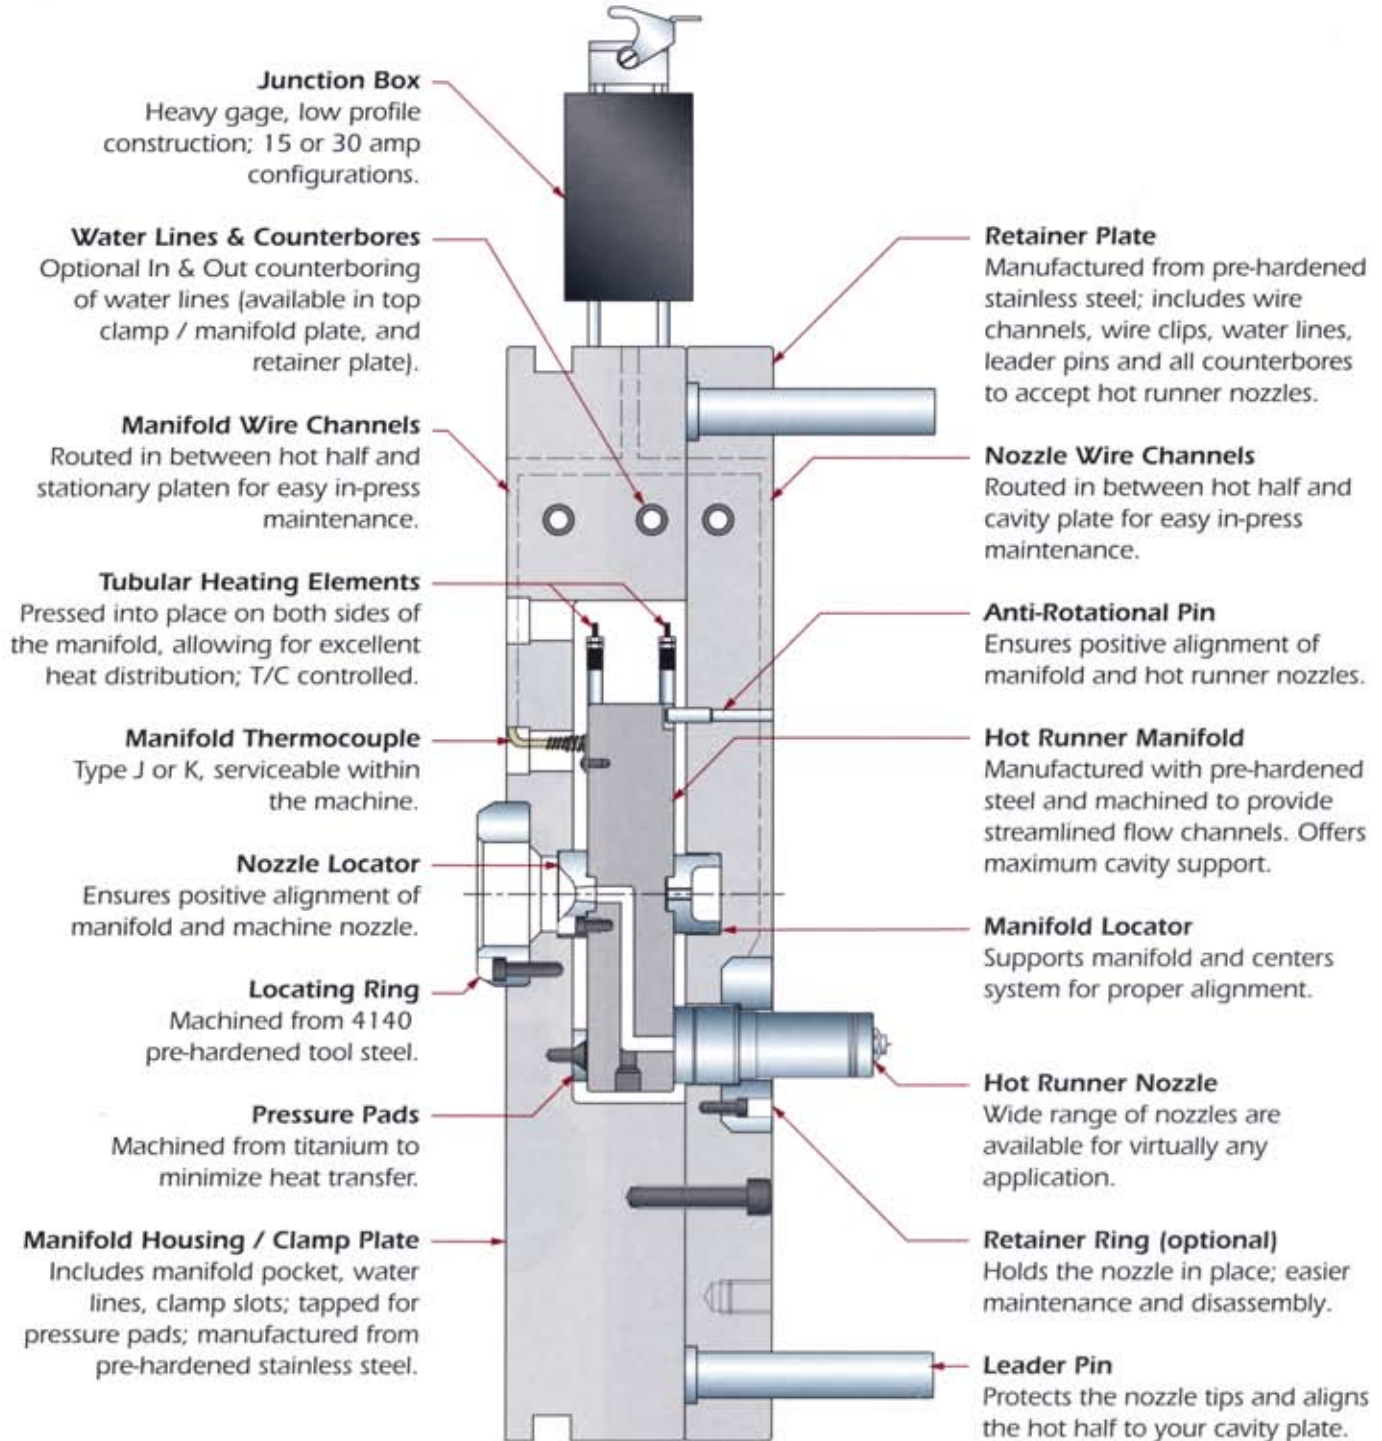 Junction Box
Heavy gage, low profile
construction; 15 or 30 amp
configurations.
Water Lines & Counterbores
Optional In & Out counterboring
of water lines (available in top
clamp / manifold plate, and
retainer plate).
Manifold Wire Channels
Routed in between hot half and
stationary platen for easy in-press
maintenance.
Tubular Heating Elements
Pressed into place on both sides of
the manifold, allowing for excellent
heat distribution; T/C controlled.
Manifold Thermocouple
Type J or K, serviceable within
the machine.
Nozzle Locator
Ensures positive alignment of
manifold and machine nozzle.
Locating Ring
Machined from 4140
pre-hardened tool steel.
Pressure Pads
Machined from titanium to
minimize heat transfer.
Manifold Housing / Clamp Plate
Includes manifold pocket, water
lines, clamp slots; tapped for
pressure pads; manufactured from
pre-hardened stainless steel.
Retainer Plate
Manufactured from pre-hardened
stainless steel; includes wire
channels, wire clips, water lines,
leader pins and all counterbores
to accept hot runner nozzles.
Nozzle Wire Channels
Routed in between hot half and
cavity plate for easy in-press
maintenance.
Anti-Rotational Pin
Ensures positive alignment of
manifold and hot runner nozzles.
Hot Runner Manifold
Manufactured with pre-hardened
steel and machined to provide
streamlined flow channels. Offers
maximum cavity support.
Manifold Locator
Supports manifold and centers
system for proper alignment.
Hot Runner Nozzle
Wide range of nozzles are
available for virtually any
application.
Retainer Ring (optional)
Holds the nozzle in place; easier
maintenance and disassembly.
Leader Pin
Protects the nozzle tips and aligns
the hot half to your cavity plate.